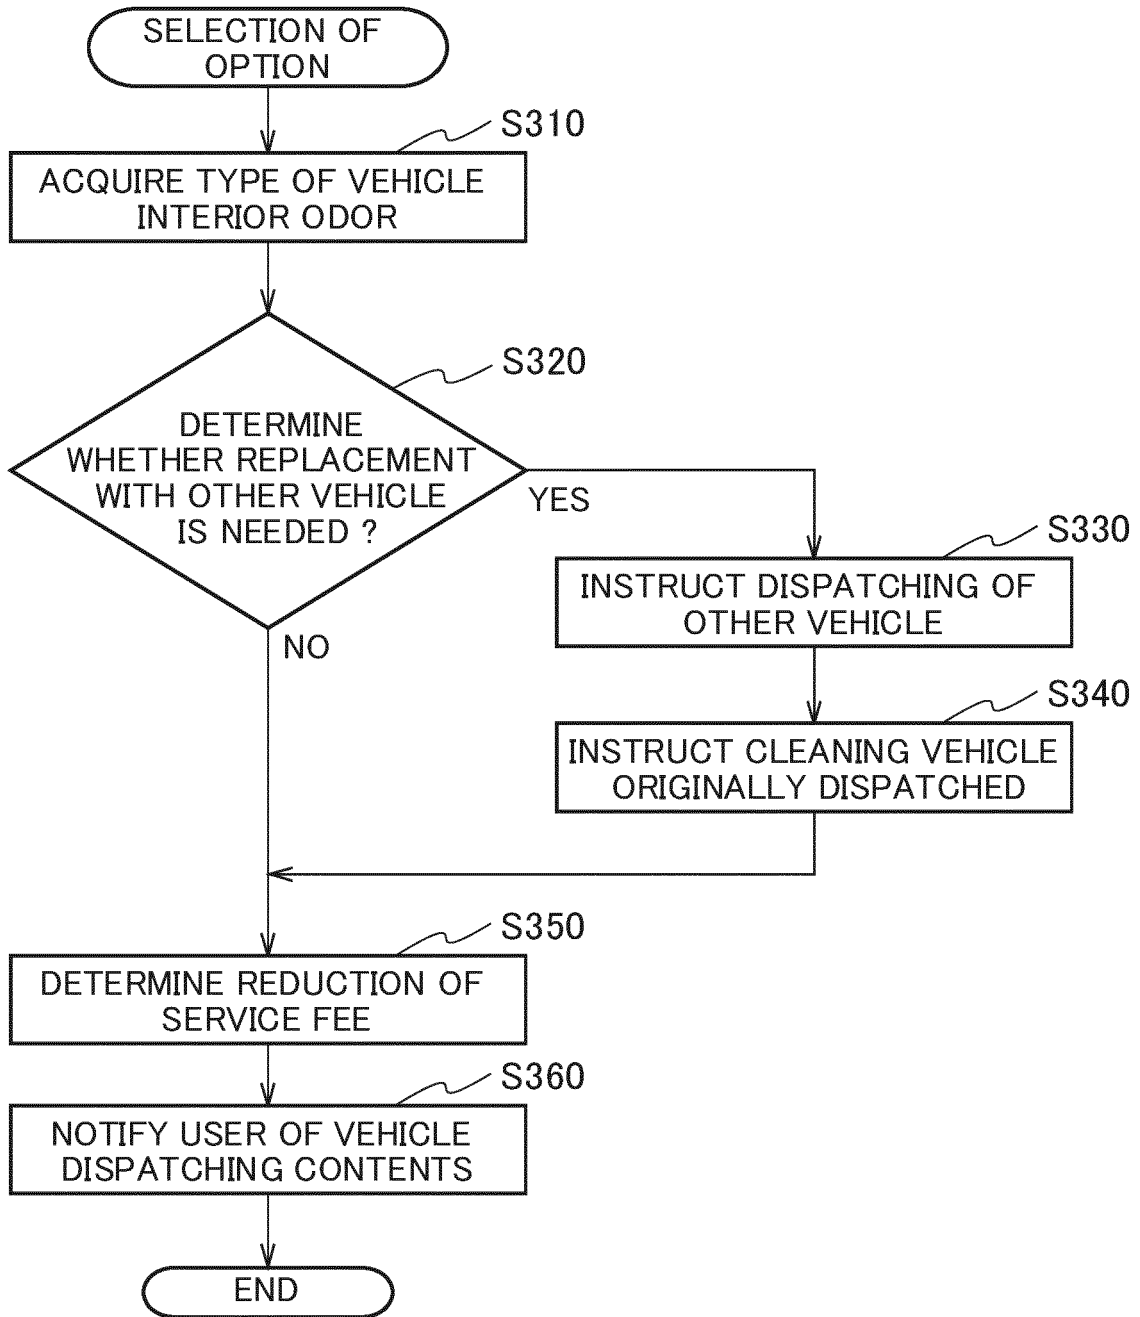 SELECTION OF
OPTION
S310
ACQUIRE TYPE OF VEHICLE
INTERIOR ODOR
S320
DETERMINE
WHETHER REPLACEMENT
WITH OTHER VEHICLE
IS NEEDED ?
YES
NO
S330
INSTRUCT DISPATCHING OF
OTHER VEHICLE
S340
INSTRUCT CLEANING VEHICLE
ORIGINALLY DISPATCHED
S350
DETERMINE REDUCTION OF
SERVICE FEE
S360
NOTIFY USER OF VEHICLE
DISPATCHING CONTENTS
END